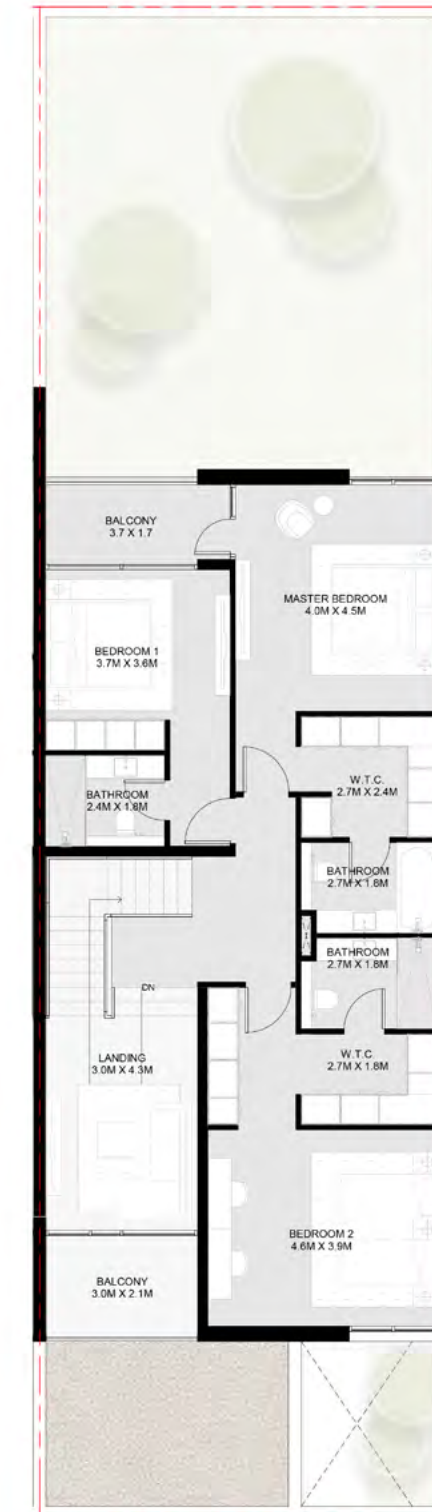 BALCONY
3.7 X 1.7
MASTER BEDROOM
4.0M X 4.5M
BEDROOM 1
3.7M X 3.6M
W.T.C.
2.7M X 2.4M
BATHROOM
2.4M X 1.8M
BATHROOM
2.7M X 1.8M
BATHROOM
2.7M X 1.8M
DN
LANDING
3.0M X 4.3M
W.T.C.
2.7M X 1.8M
BEDROOM 2
4.6M X 3.9M
BALCONY
3.0M X 2.1M